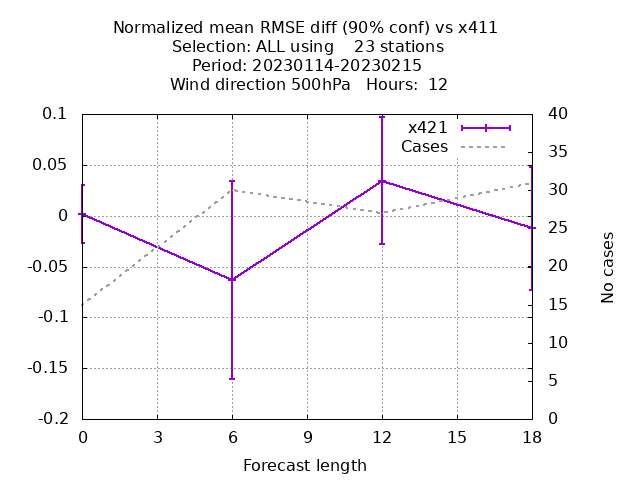 Normalized mean RMSE diff (90% conf) vs x411
Selection: ALL using    23 stations
Period: 20230114-20230215
Wind direction 500hPa   Hours:  12
x421
Cases
0.1
0.05
0
-0.05
-0.1
-0.15
-0.2
40
35
30
25
20
15
10
5
0
No cases
0 3 6 9 12 15 18
Forecast length